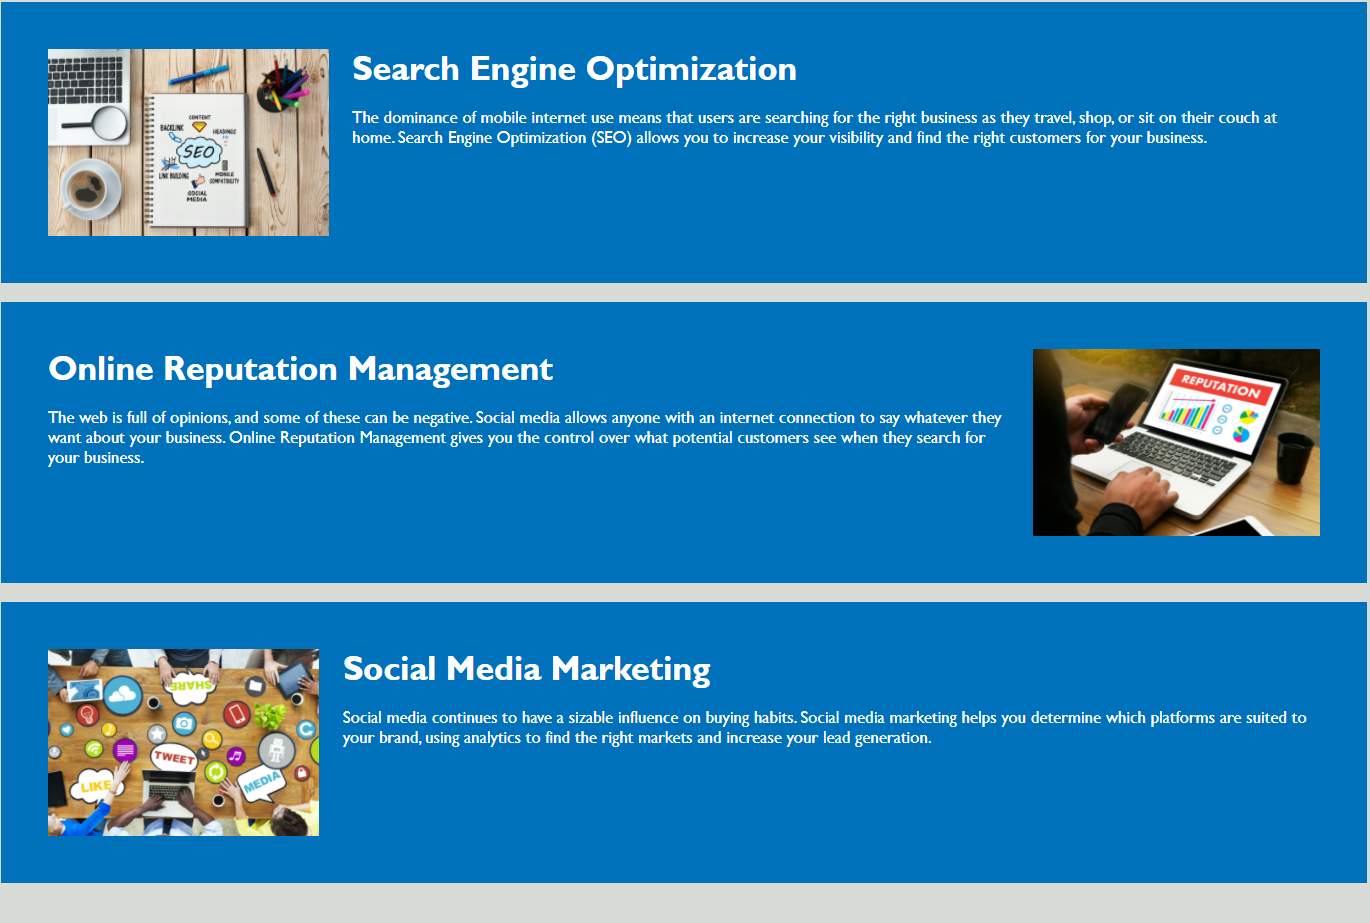 Search Engine Optimization
The dominance of mobile internet use means that users are searching for the right business as they travel, shop, or sit on their couch at
home. Search Engine Optimization (SEO) allows you to increase your visibility and find the right customers for your business.
CONTENT
BACKLINK
HEADINGS
SEO
LINK BUILDING
MOBILE
COMPATIBILITY
SOCIAL
MEDIA
Online Reputation Management
The web is full of opinions, and some of these can be negative. Social media allows anyone with an internet connection to say whatever they
want about your business. Online Reputation Management gives you the control over what potential customers see when they search for
your business.
REPUTATION
Social Media Marketing
Social media continues to have a sizable influence on buying habits. Social media marketing helps you determine which platforms are suited to
your brand, using analytics to find the right markets and increase your lead generation.
SHARE
TWEET
LIKE
MEDIA